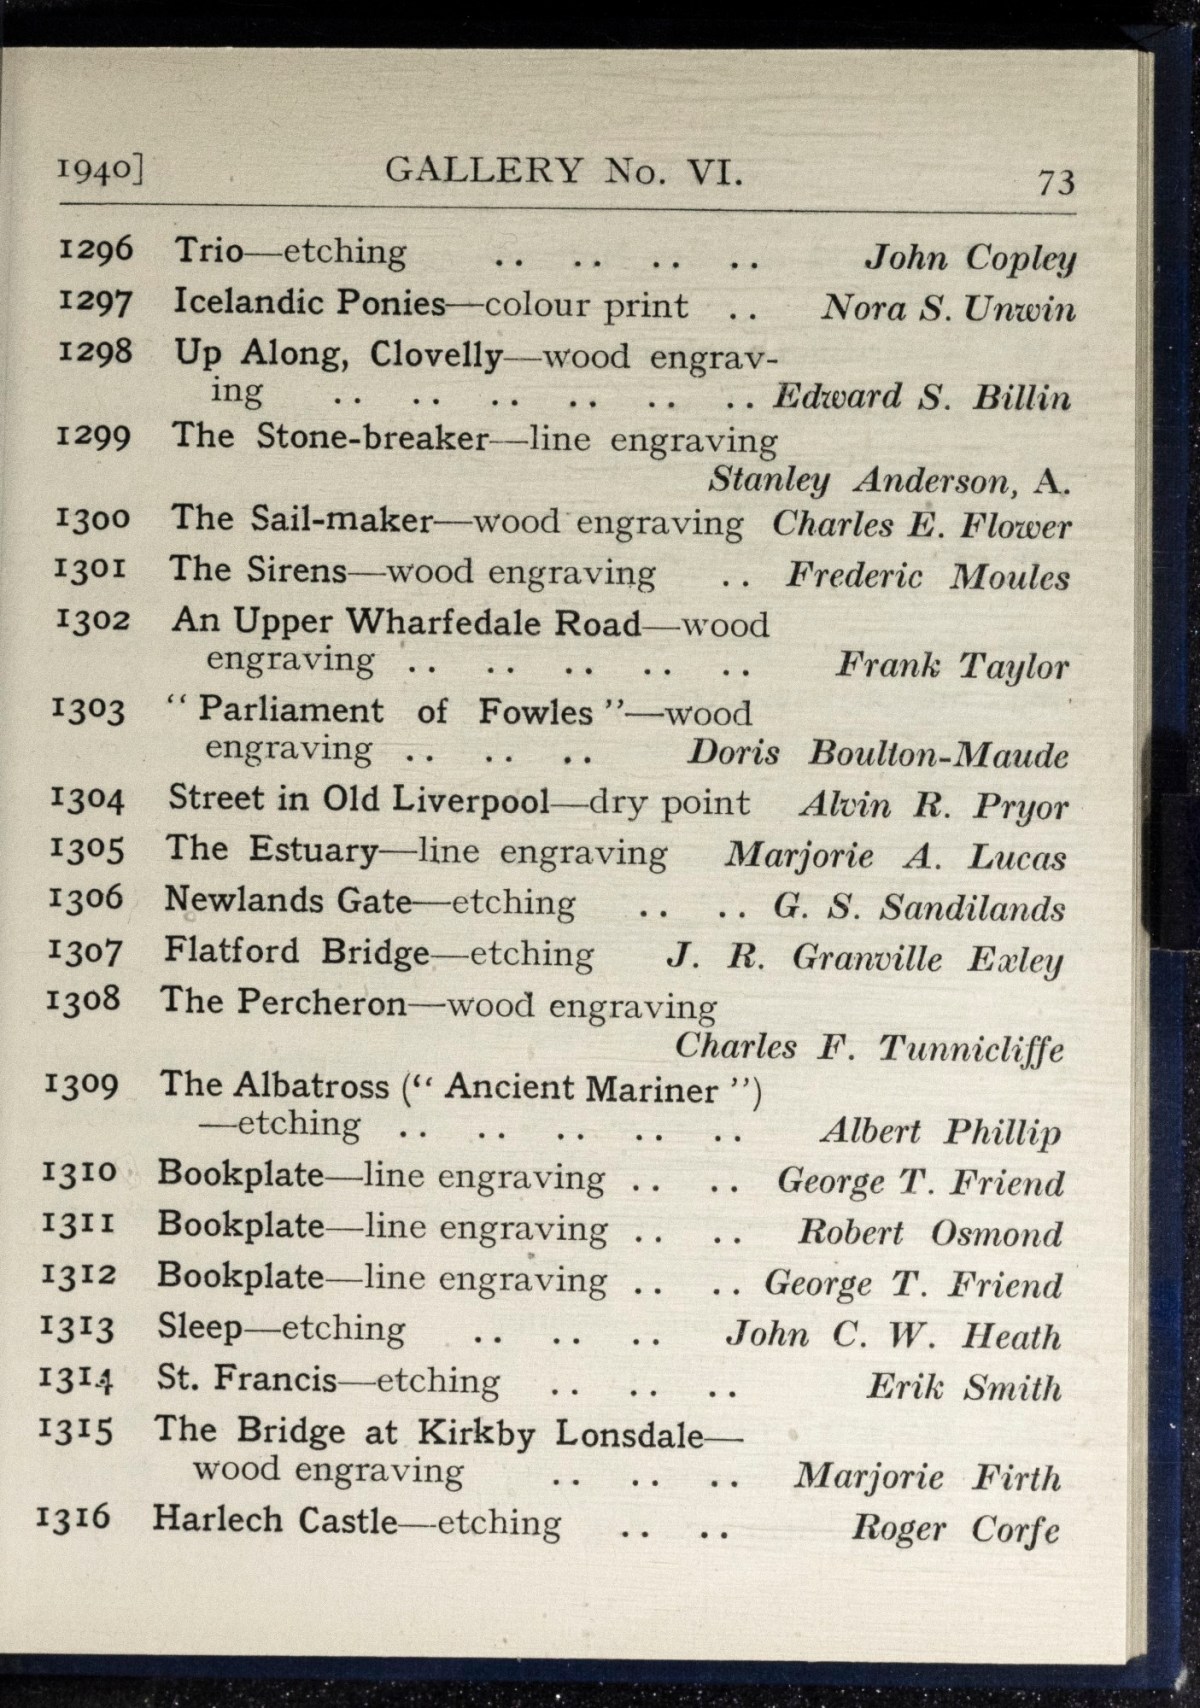 1940] GALLERY No. VI. 73
1296 Trio—etching .. .. .. .. John Copley
1297 Icelandic Ponies—colour print .. Nora S. Unwin
1298 Up Along, Clovelly—wood engrav-
ing .. .. .. .. .. .. Edward S. Billin
1299 The Stone-breaker—line engraving
Stanley Anderson, A.
1300 The Sail-maker—wood engraving Charles E. Flower
1301 The Sirens—wood engraving .. Frederic Moules
1302 An Upper Wharfedale Road—wood
engraving .. .. .. .. .. Frank Taylor
1303 “ Parliament of Fowles ”—wood
engraving .. .. .. Doris Boulton-Maude
1304 Street in Old Liverpool—dry point Alvin R. Pryor
1305 The Estuary—line engraving Marjorie A. Lucas
1306 Newlands Gate—etching .. .. G. S. Sandilands
1307 Flatford Bridge—etching J. R. Granville Exley
1308 The Percheron—wood engraving
Charles F. Tunnicliffe
1309 The Albatross (“ Ancient Mariner ”)
—etching .. .. .. .. .. Albert Phillip
1310 Bookplate—line engraving .. .. George T. Friend
1311 Bookplate—line engraving .. .. Robert Osmond
1312 Bookplate—line engraving .. .. George T. Friend
1313 Sleep—etching .. .. .. John C. W. Heath
1314 St. Francis—etching .. .. .. Erik Smith
1315 The Bridge at Kirkby Lonsdale—
wood engraving .. .. .. Marjorie Firth
1316 Harlech Castle—etching .. .. Roger Corfe